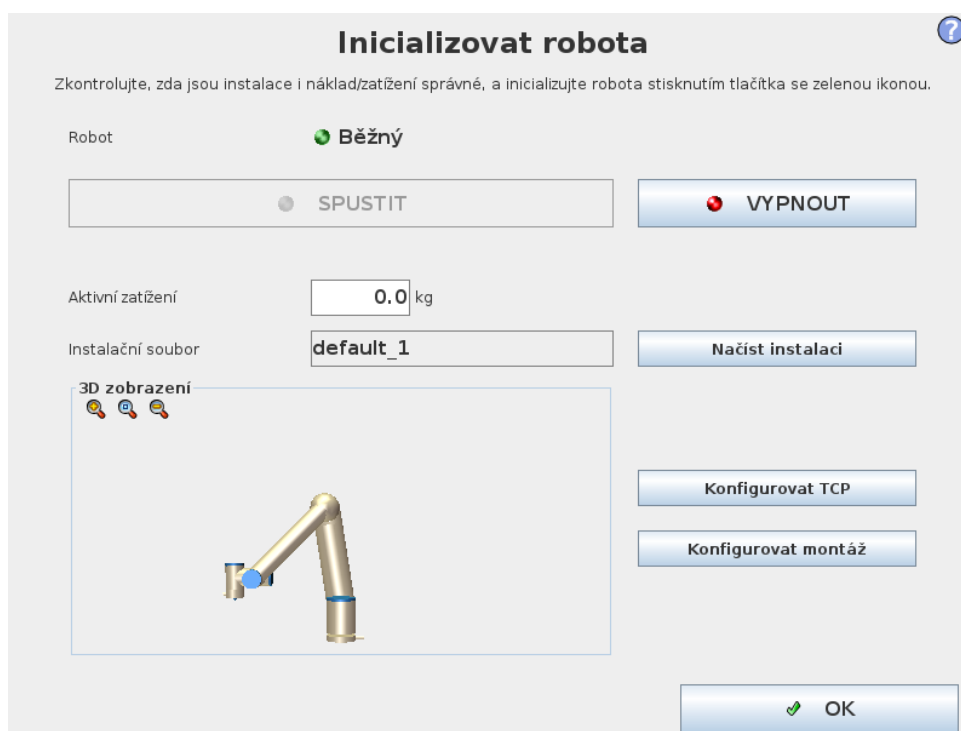 Inicializovat robota
?
Zkontrolujte, zda jsou instalace i náklad/zatížení správné, a inicializujte robota stisknutím tlačítka se zelenou ikonou.
Robot
Běžný
SPUSTIT
VYPNOUT
Aktivní zatížení
0.0 kg
Instalační soubor
default_1
Načíst instalaci
3D zobrazení
Konfigurovat TCP
Konfigurovat montáž
OK